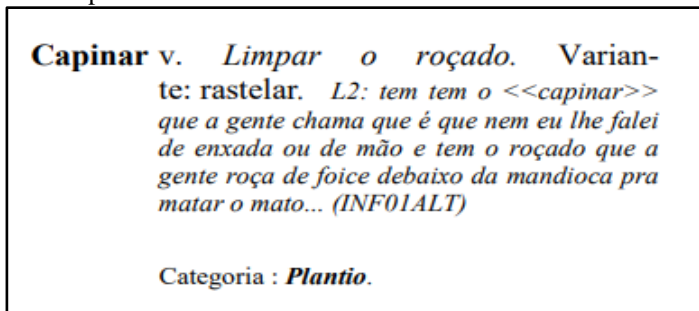 Capinar v. Limpar o roçado. Varian-
te: rastelar. L2: tem tem o <<capinar>>
que a gente chama que é que nem eu lhe falei
de enxada ou de mão e tem o roçado que a
gente roça de foice debaixo da mandioca pra
matar o mato... (INF01ALT)
Categoria : Plantio.